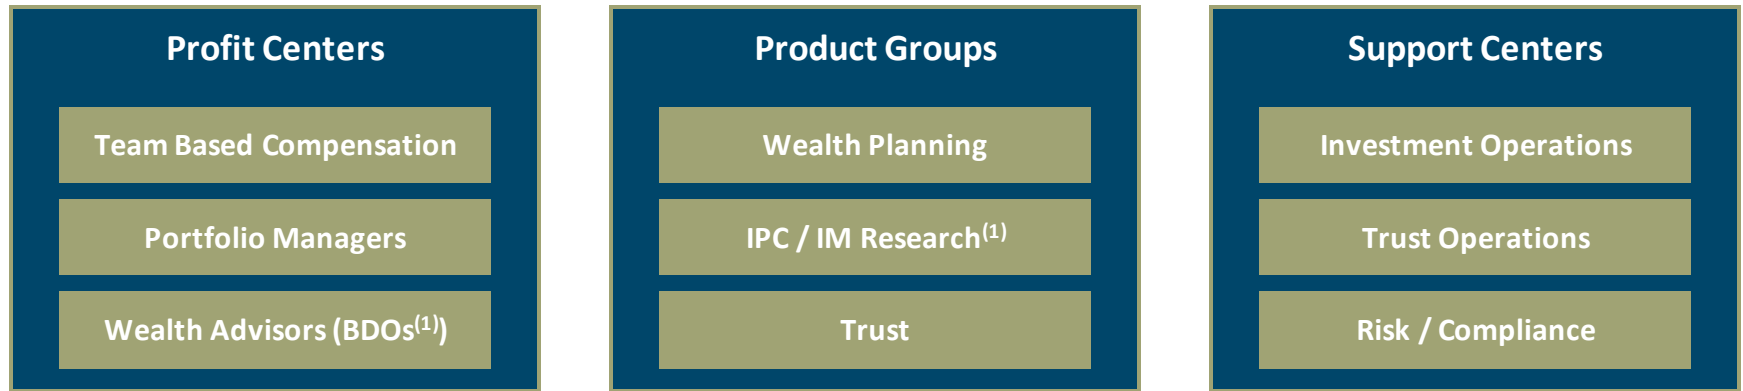 Profit Centers
Team Based Compensation
Portfolio Managers
Wealth Advisors (BDOs(1))
Product Groups
Wealth Planning
IPC / IM Research(1)
Trust
Support Centers
Investment Operations
Trust Operations
Risk / Compliance